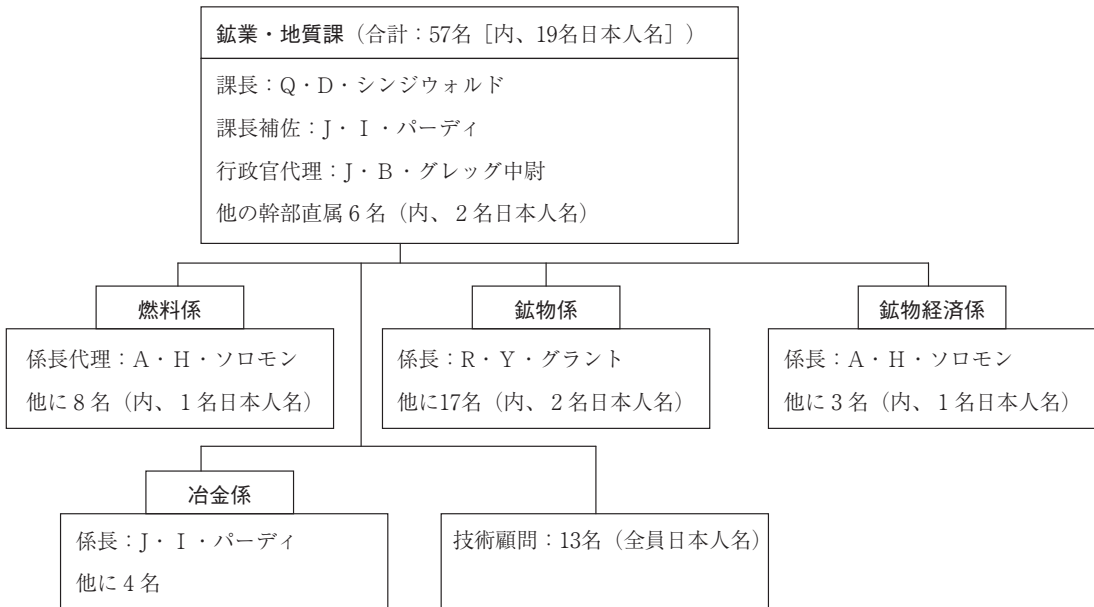 鉱業・地質課（合計：57名［内、19名日本人名］）
課長：Q・D・シンジウォルド
課長補佐：J・I・パーディ
行政官代理：J・B・グレッグ中尉
他の幹部直属６名（内、２名日本人名）
燃料係
係長代理：A・H・ソロモン
他に８名（内、１名日本人名）
鉱物係
係長：R・Y・グラント
他に17名（内、２名日本人名）
鉱物経済係
係長：A・H・ソロモン
他に３名（内、１名日本人名）
冶金係
係長：J・I・パーディ
他に４名
技術顧問：13名（全員日本人名）